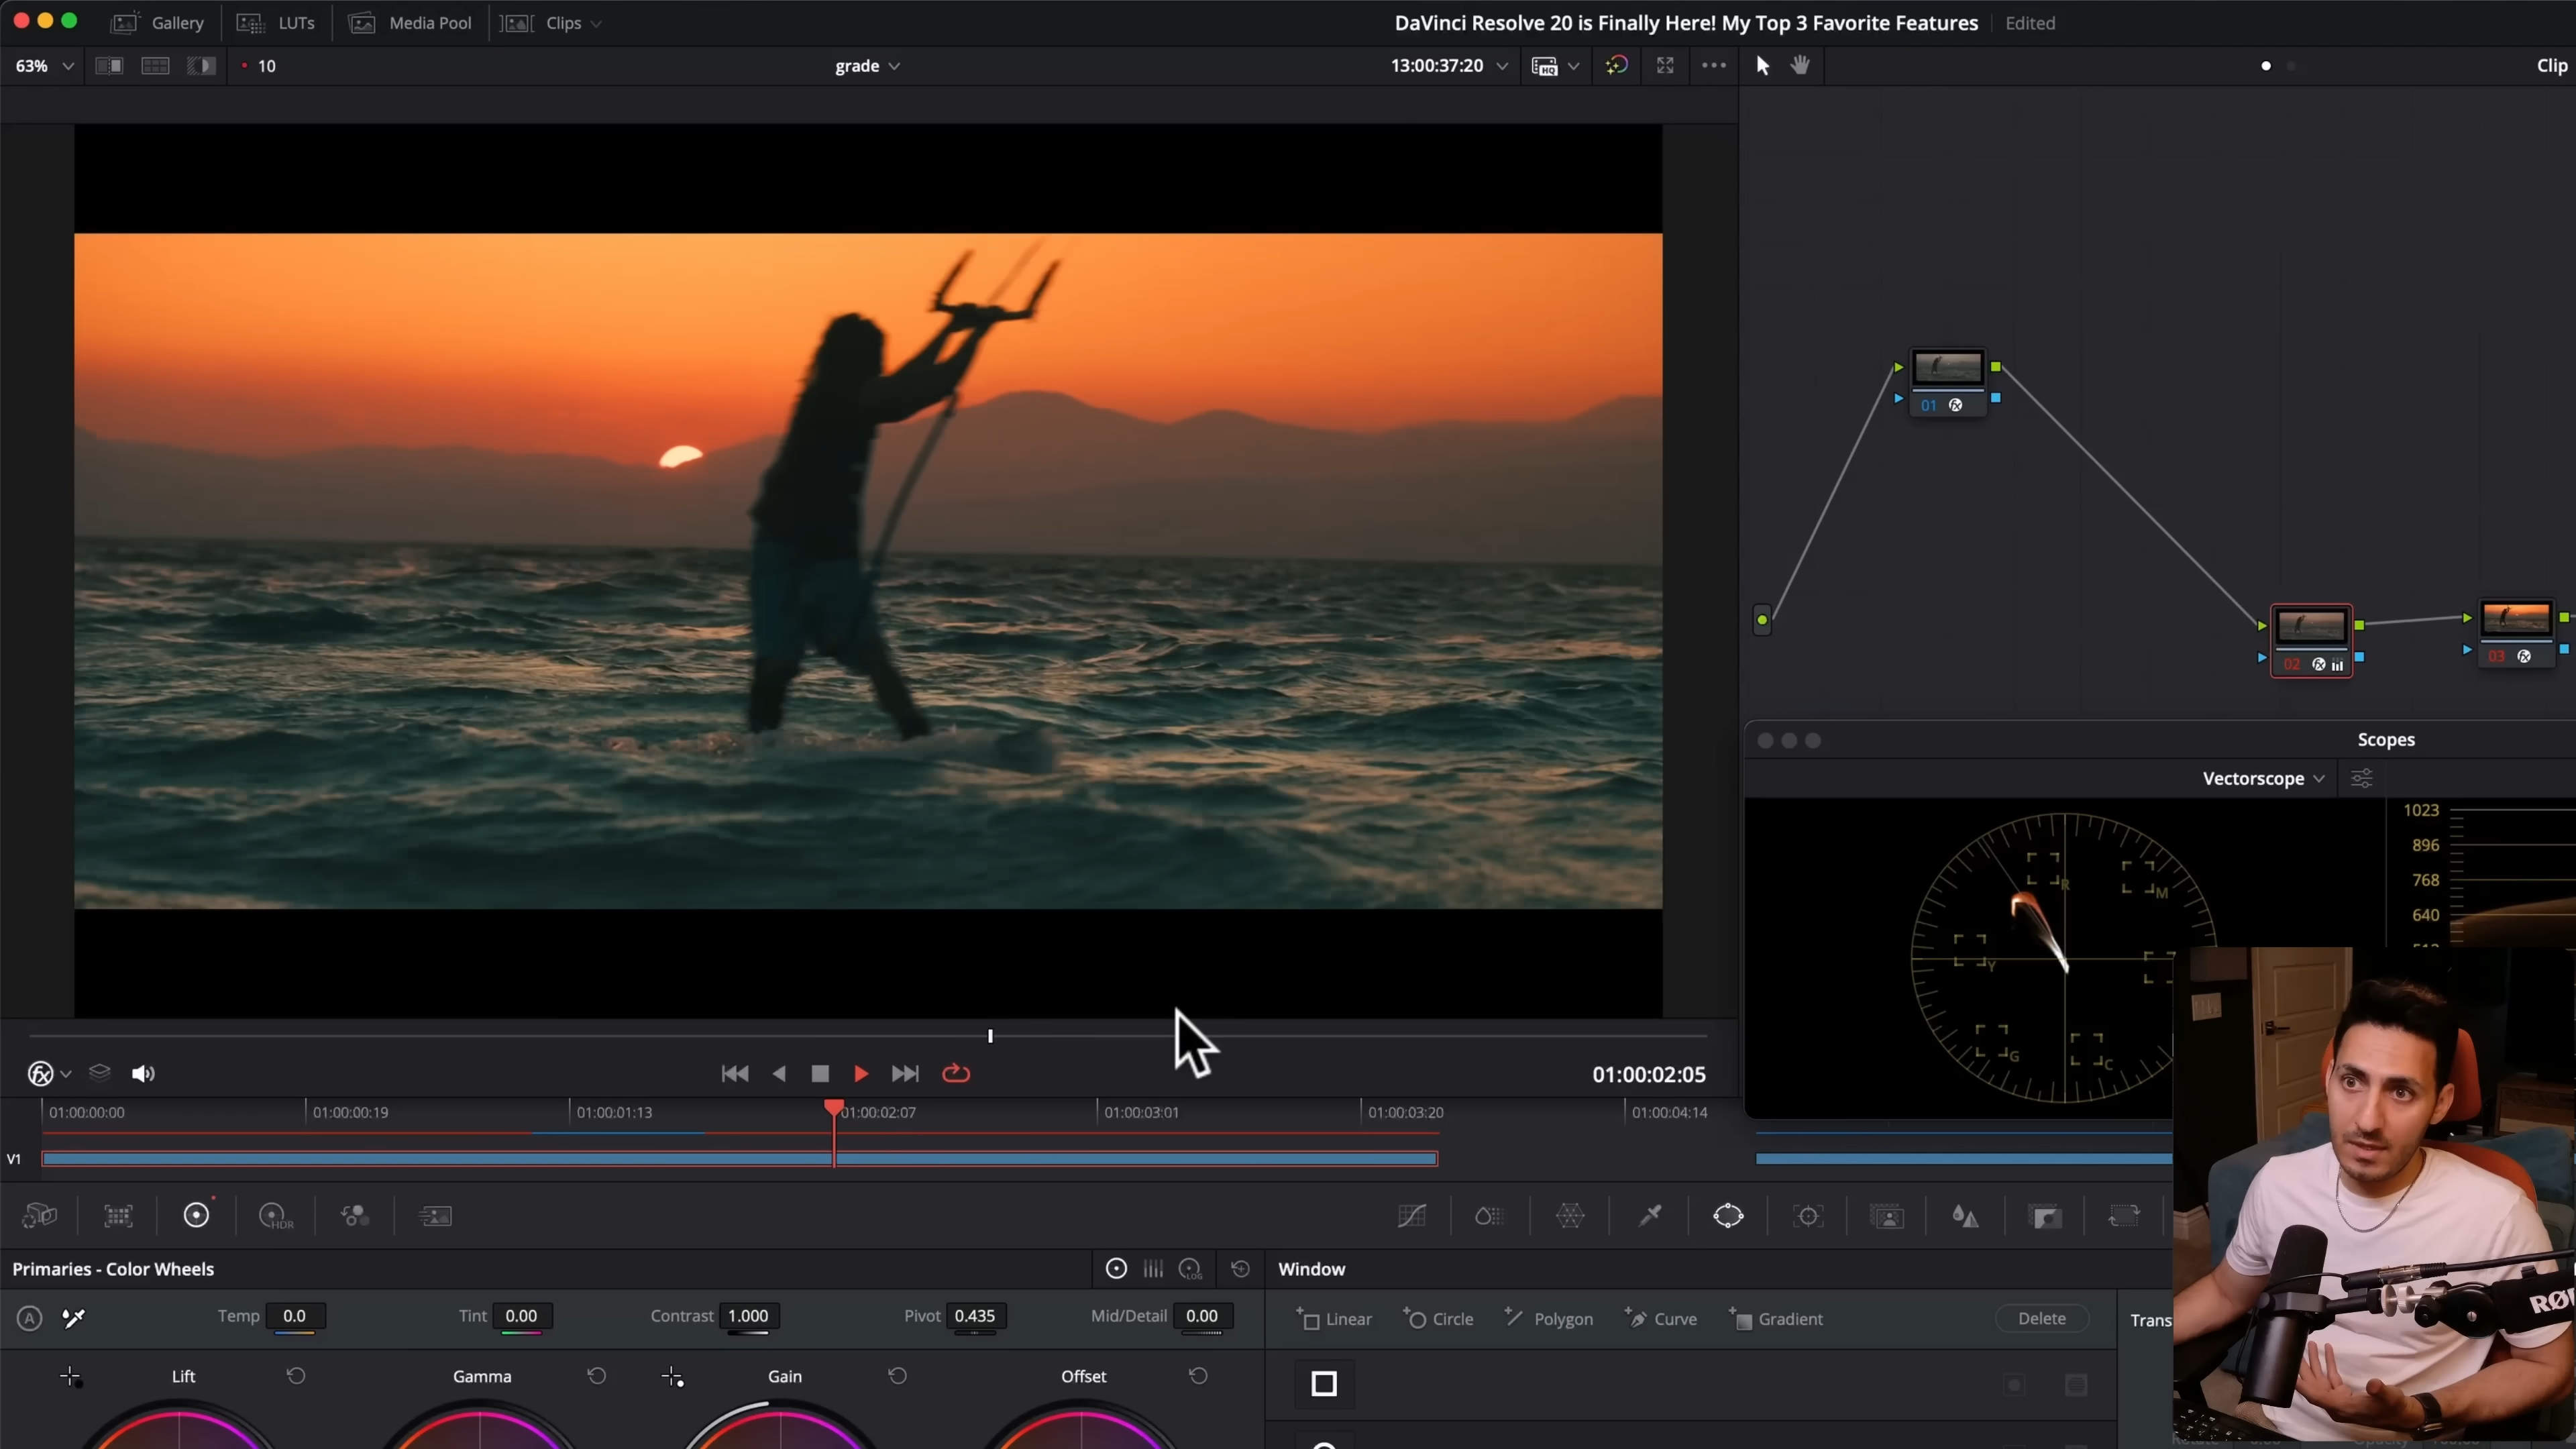 Gallery LUTs Media Pool Clips DaVinci Resolve 20 is Finally Here! My Top 3 Favorite Features Edited
63% 10 grade 13:00:37:20 HQ Clip
01
02 03
Scopes
Vectorscope
1023
896
768
640
R M Y G C
01:00:02:05
01:00:00:00 01:00:00:19 01:00:01:13 01:00:02:07 01:00:03:01 01:00:03:20 01:00:04:14
V1
HDR
Primaries - Color Wheels LOG Window
A Temp 0.0 Tint 0.00 Contrast 1.000 Pivot 0.435 Mid/Detail 0.00 Linear Circle Polygon Curve Gradient Delete Trans
Lift Gamma Gain Offset